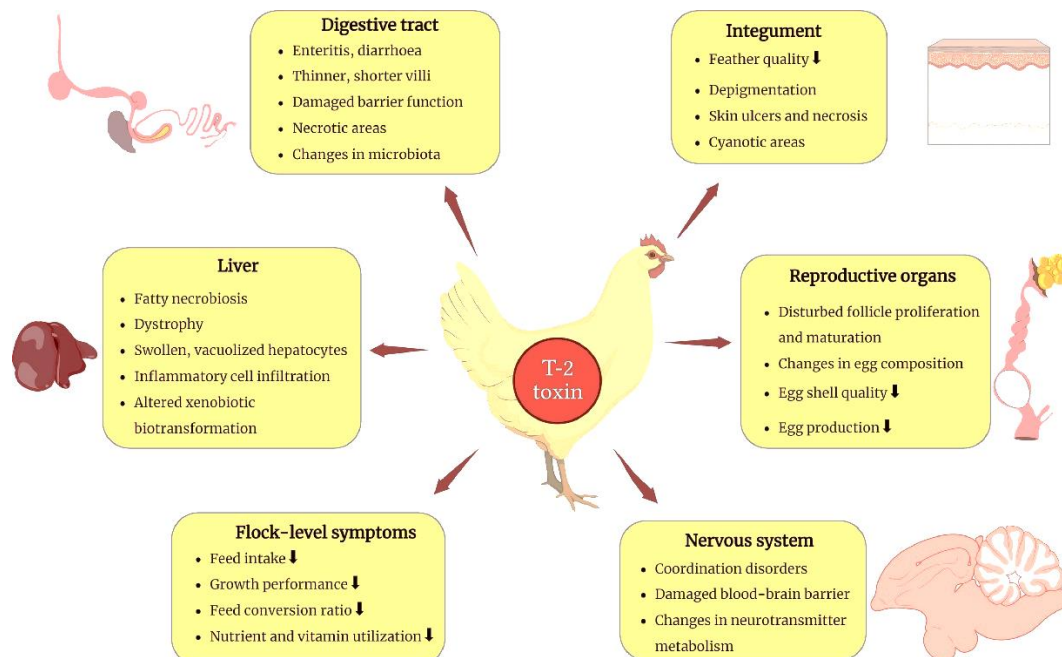 Digestive tract
• Enteritis, diarrhoea
• Thinner, shorter villi
• Damaged barrier function
• Necrotic areas
• Changes in microbiota
Integument
• Feather quality ⬇
• Depigmentation
• Skin ulcers and necrosis
• Cyanotic areas
Liver
• Fatty necrobiosis
• Dystrophy
• Swollen, vacuolized hepatocytes
• Inflammatory cell infiltration
• Altered xenobiotic
biotransformation
T-2
toxin
Reproductive organs
• Disturbed follicle proliferation
and maturation
• Changes in egg composition
• Egg shell quality ⬇
• Egg production ⬇
Flock-level symptoms
• Feed intake ⬇
• Growth performance ⬇
• Feed conversion ratio ⬇
• Nutrient and vitamin utilization ⬇
Nervous system
• Coordination disorders
• Damaged blood-brain barrier
• Changes in neurotransmitter
metabolism